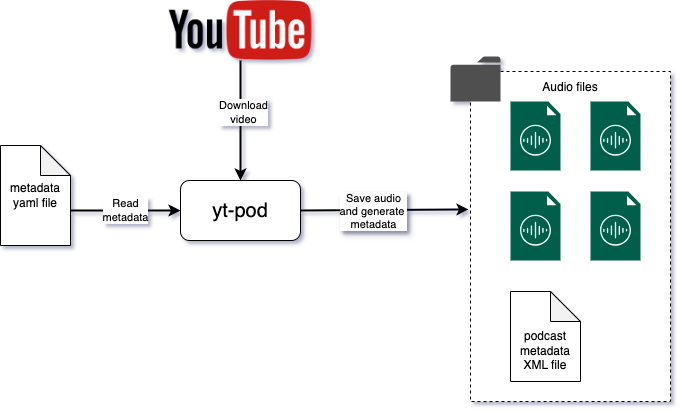 YouTube
Audio files
Download
video
metadata
yaml file
Read
metadata
yt-pod
Save audio
and generate
metadata
podcast
metadata
XML file